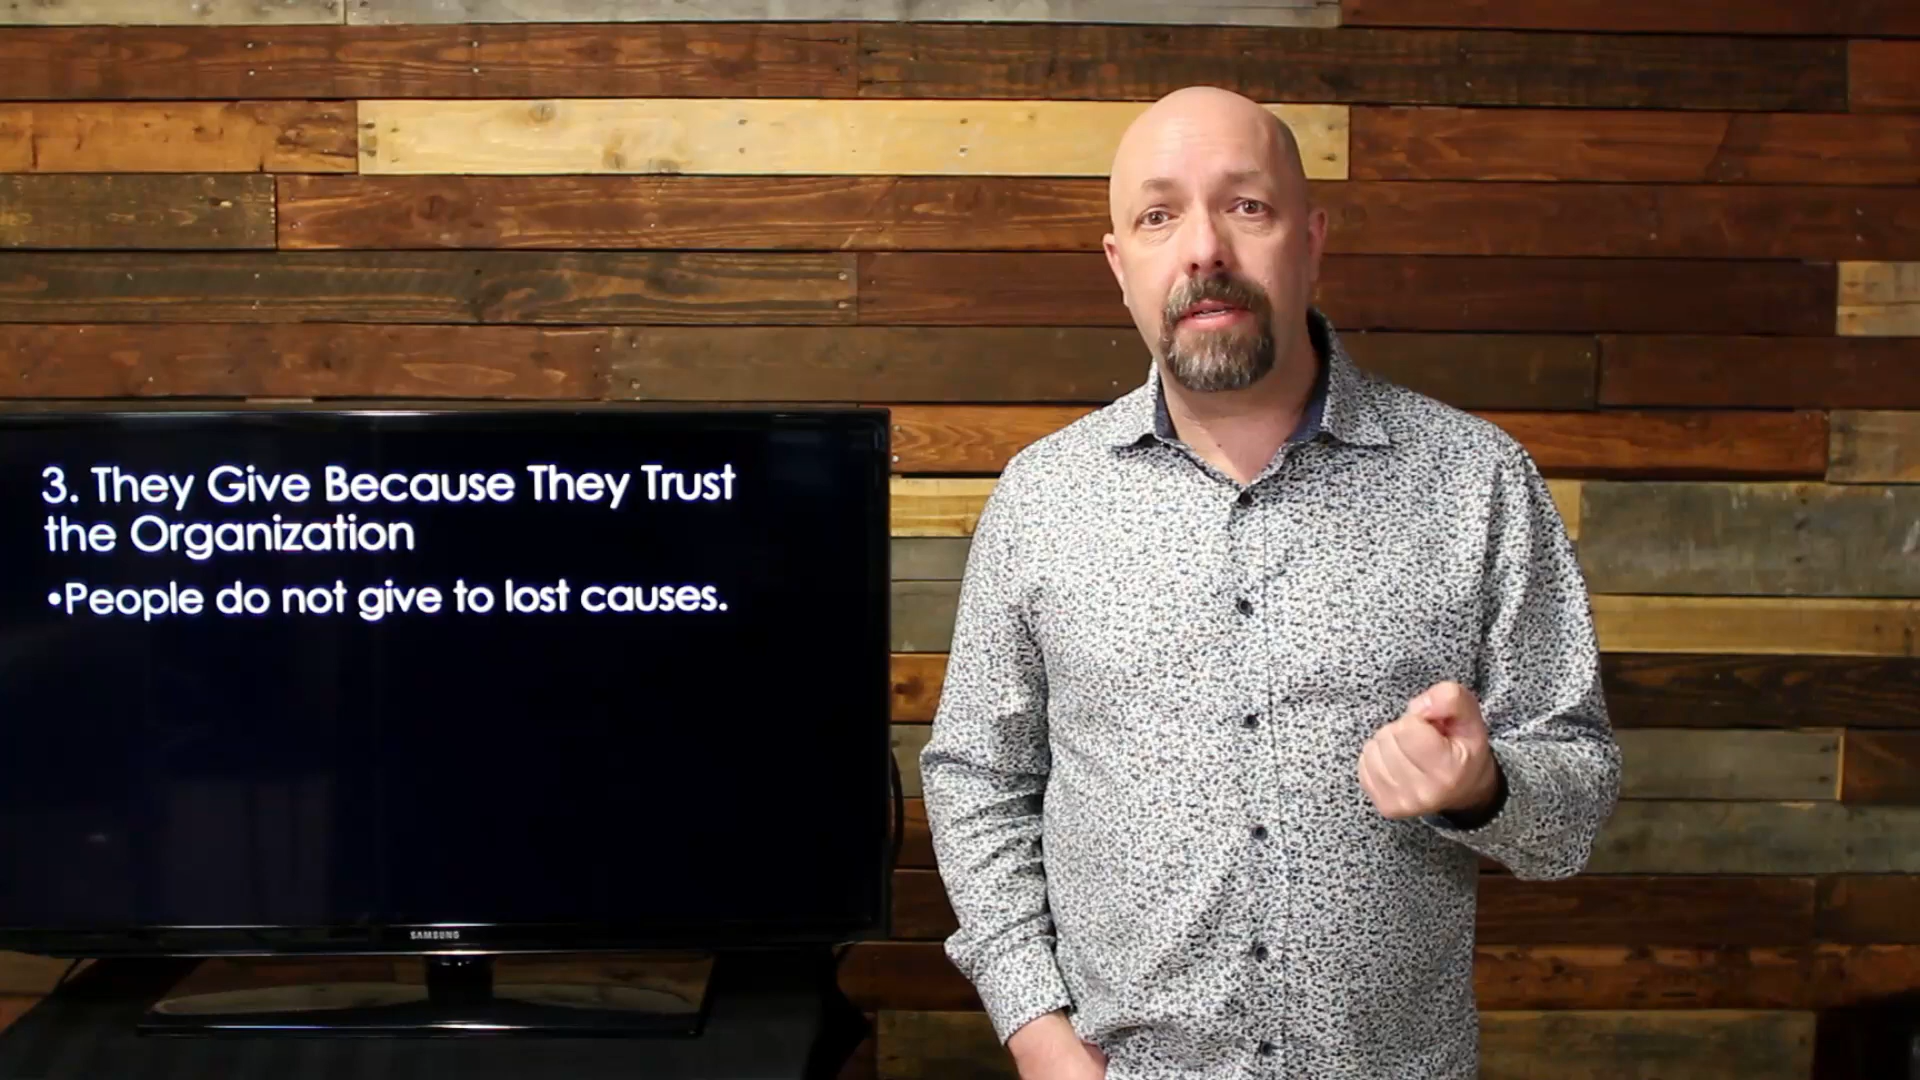 3. They Give Because They Trust
the Organization
•People do not give to lost causes.
SAMSUNG